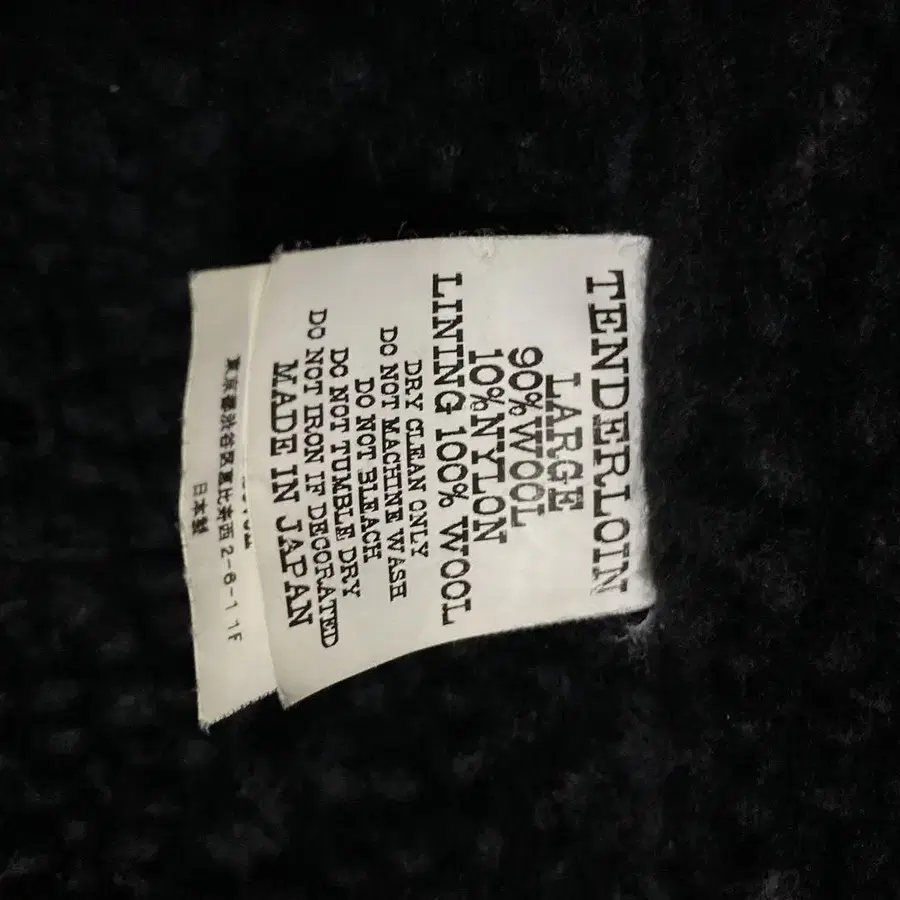 TENDERLOIN
LARGE
90%WOOL
10%NYLON
LINING 100% WOOL
DRY CLEAN ONLY
DO NOT MACHINE WASH
DO NOT BLEACH
DO NOT TUMBLE DRY
DO NOT IRON IF DECORATED
MADE IN JAPAN
東京都渋谷区恵比寿西2-6-1 1F
日本製